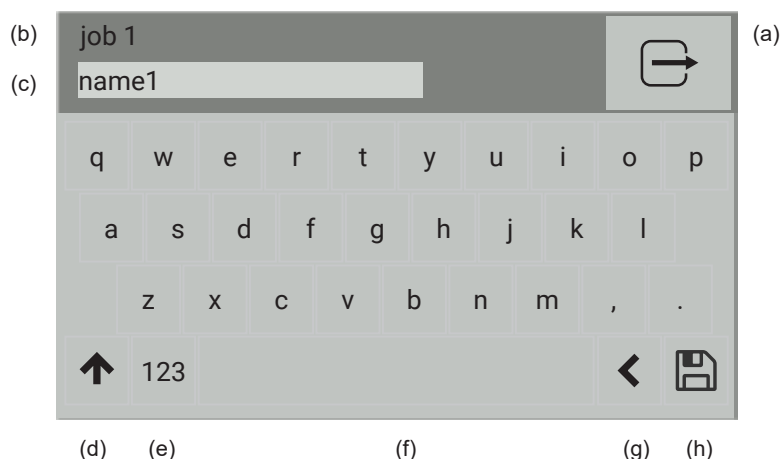 (b) job 1 (a)
(c) name1
q w e r t y u i o p
a s d f g h j k l
z x c v b n m , .
123
(d) (e) (f) (g) (h)